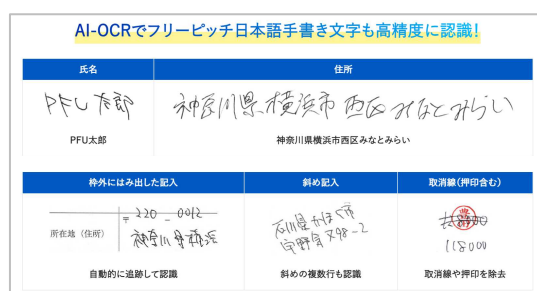 AI-OCRでフリーピッチ日本語手書き文字も高精度に認識！
氏名 住所
PFU太郎 神奈川県横浜市西区みなとみらい
PFU太郎 神奈川県横浜市西区みなとみらい
枠外にはみ出した記入 斜め記入 取消線(押印含む)
〒 220-0012
所在地（住所） 神奈川県横浜
石川県かほく市
宇野気ヌ98-2
118000
自動的に追跡して認識 斜めの複数行も認識 取消線や押印を除去